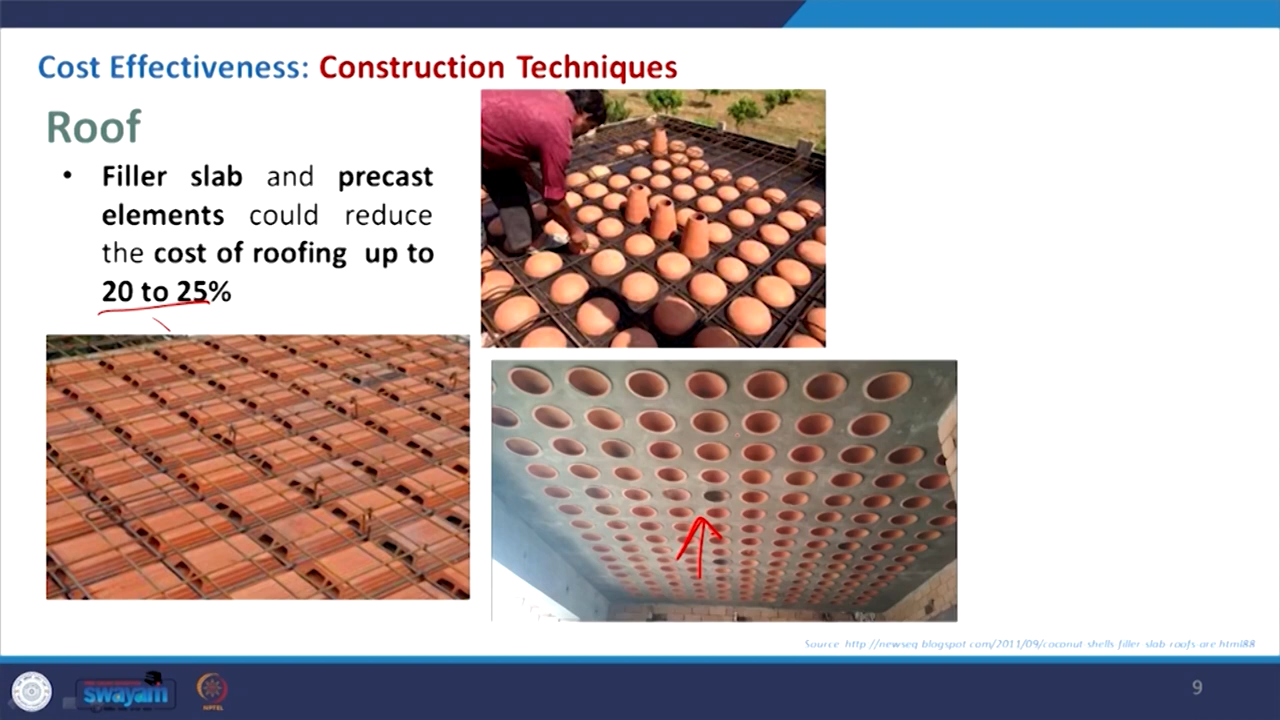 Cost Effectiveness: Construction Techniques
Roof
• Filler slab and precast
elements could reduce
the cost of roofing up to
20 to 25%
Source: http://newseq.blogspot.com/2011/09/coconut-shells-filler-slab-roofs-are.html88
swayam
NPTEL
9